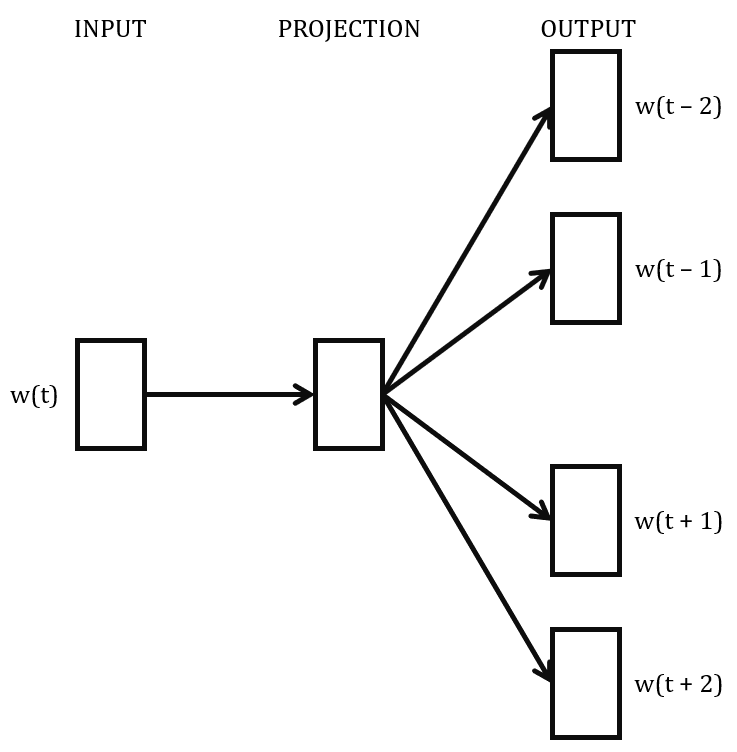 INPUT
PROJECTION
OUTPUT
w(t – 2)
w(t – 1)
w(t)
w(t + 1)
w(t + 2)